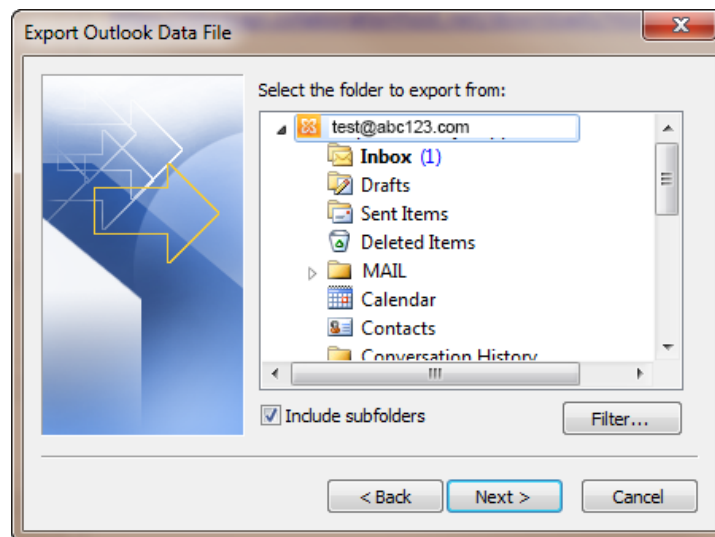 Export Outlook Data File
Select the folder to export from:
test@abc123.com
Inbox (1)
Drafts
Sent Items
Deleted Items
MAIL
Calendar
Contacts
Conversation History
Include subfolders
Filter...
< Back
Next >
Cancel